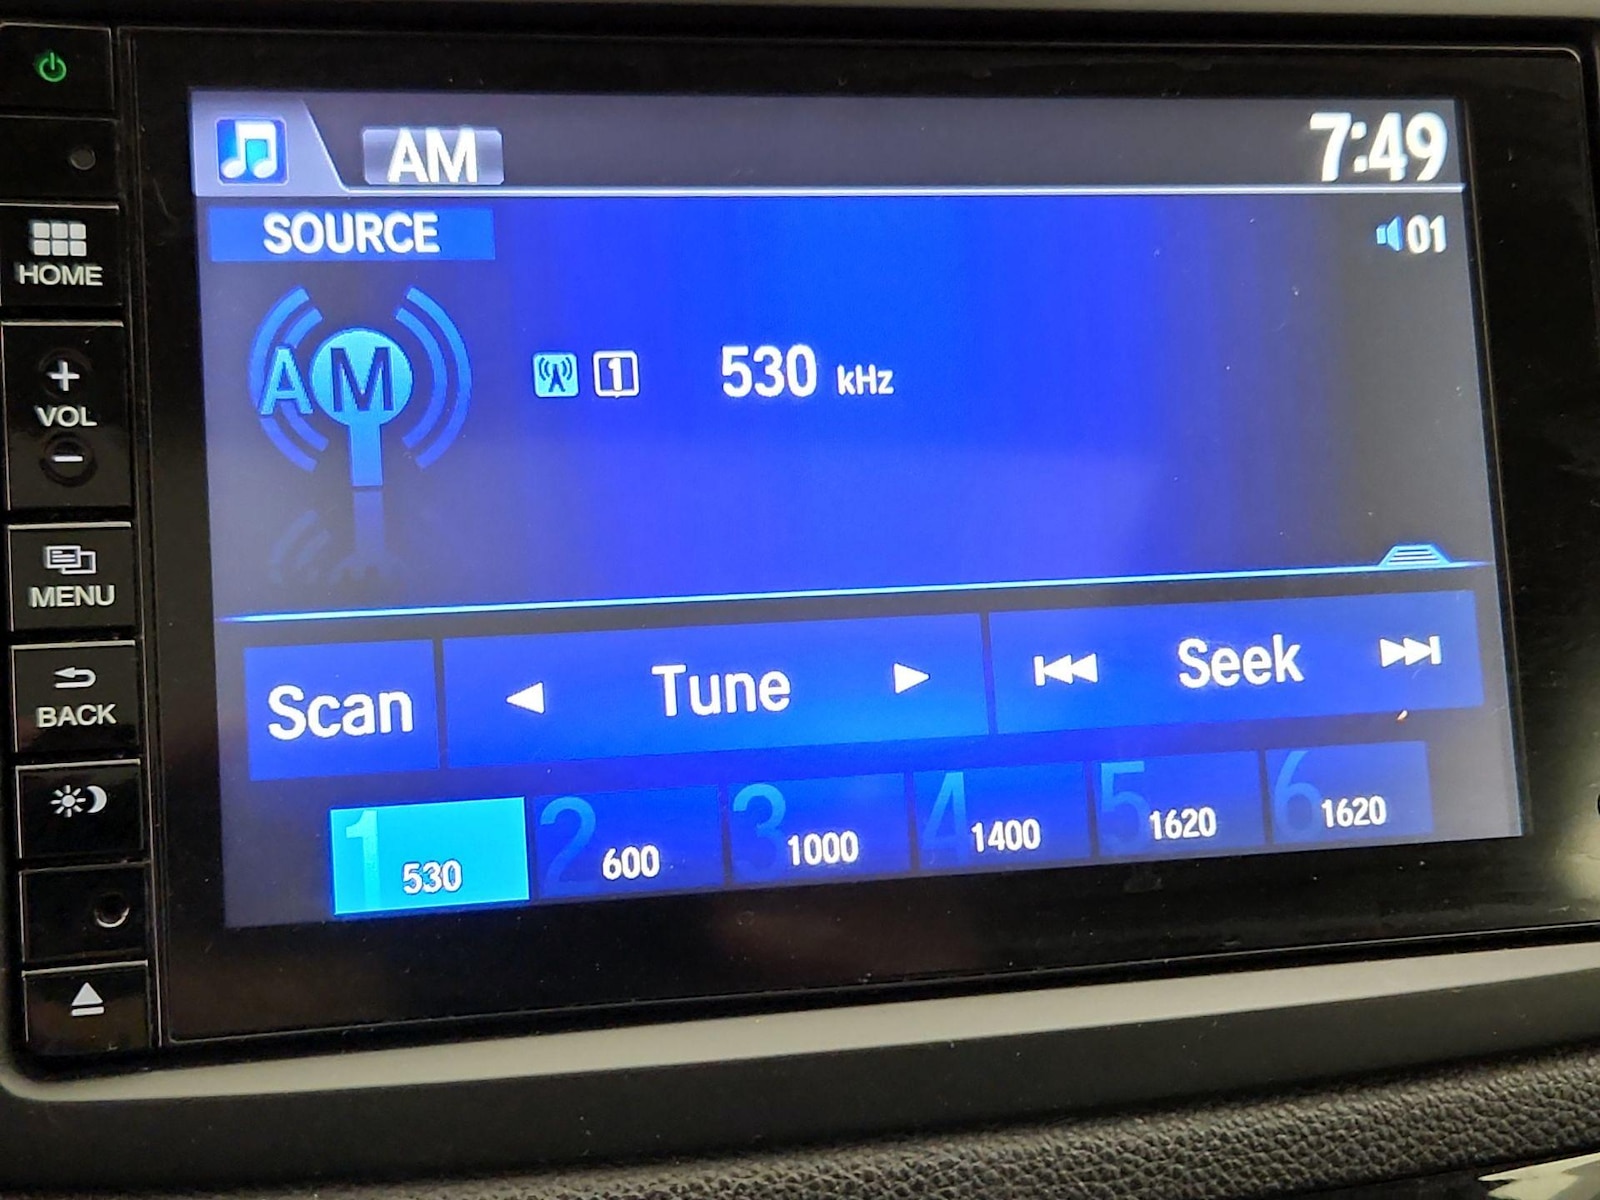 AM
7:49
SOURCE
01
HOME
AM
1
530 kHz
+
VOL
-
MENU
Scan
Tune
Seek
BACK
1 530
2 600
3 1000
4 1400
5 1620
6 1620